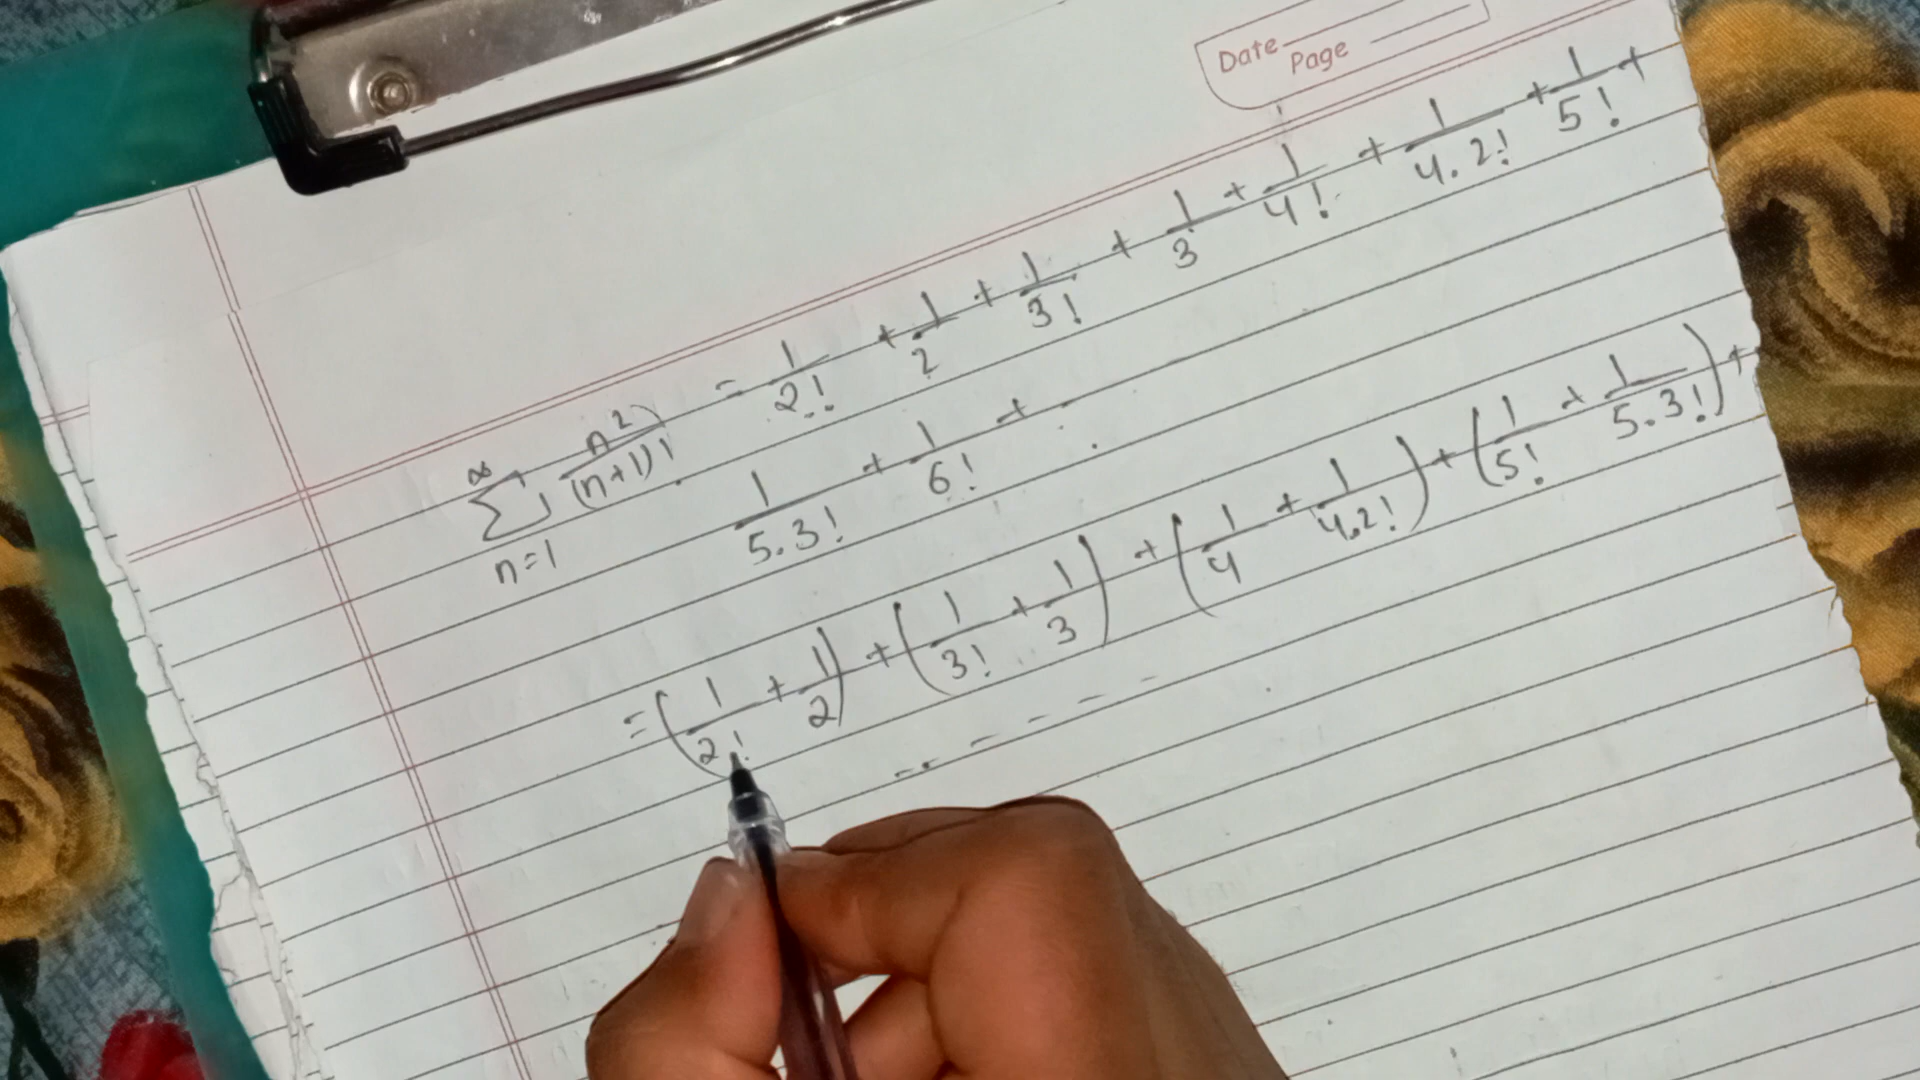 Date
Page
∞ ∑ n=1 n²/(n+1)! = 1/2! + 1/2 + 1/3! + 1/3 + 1/4! + 1/4.2! + 1/5! +
1/5.3! + 1/6! + - . .
= (1/2! + 1/2) + (1/3! + 1/3) + (1/4 + 1/4.2!) + (1/5! + 1/5.3!) +
-- - - - - -